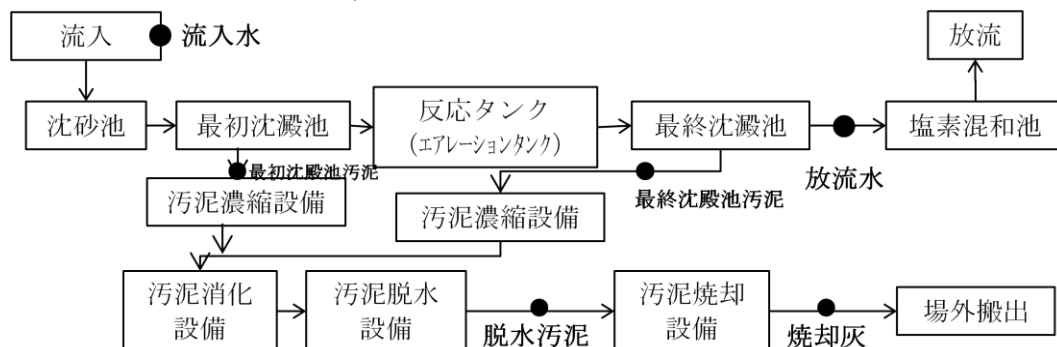 流入
流入水
放流
沈砂池
最初沈澱池
反応タンク
(エアレーションタンク)
最終沈澱池
塩素混和池
最初沈殿池汚泥
最終沈殿池汚泥
放流水
汚泥濃縮設備
汚泥濃縮設備
汚泥消化
設備
汚泥脱水
設備
脱水汚泥
汚泥焼却
設備
焼却灰
場外搬出